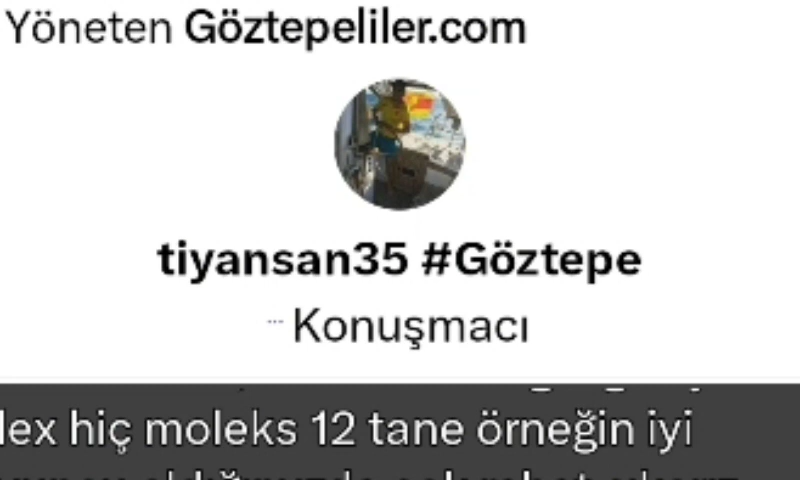 Yöneten Göztepeliler.com
tiyansan35 #Göztepe
Konuşmacı
lex hiç moleks 12 tane örneğin iyi